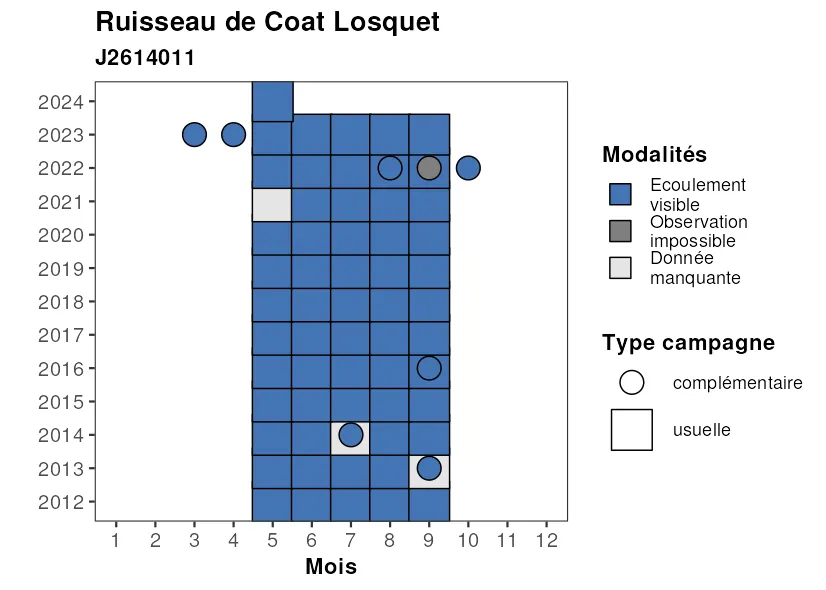 Ruisseau de Coat Losquet
J2614011
2024
2023
2022
2021
2020
2019
2018
2017
2016
2015
2014
2013
2012
1 2 3 4 5 6 7 8 9 10 11 12
Mois
Modalités
Ecoulement
visible
Observation
impossible
Donnée
manquante
Type campagne
complémentaire
usuelle